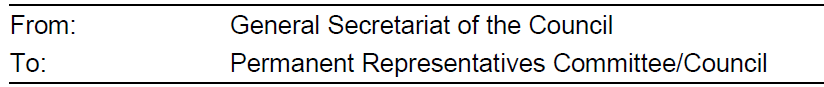 From: General Secretariat of the Council
To: Permanent Representatives Committee/Council